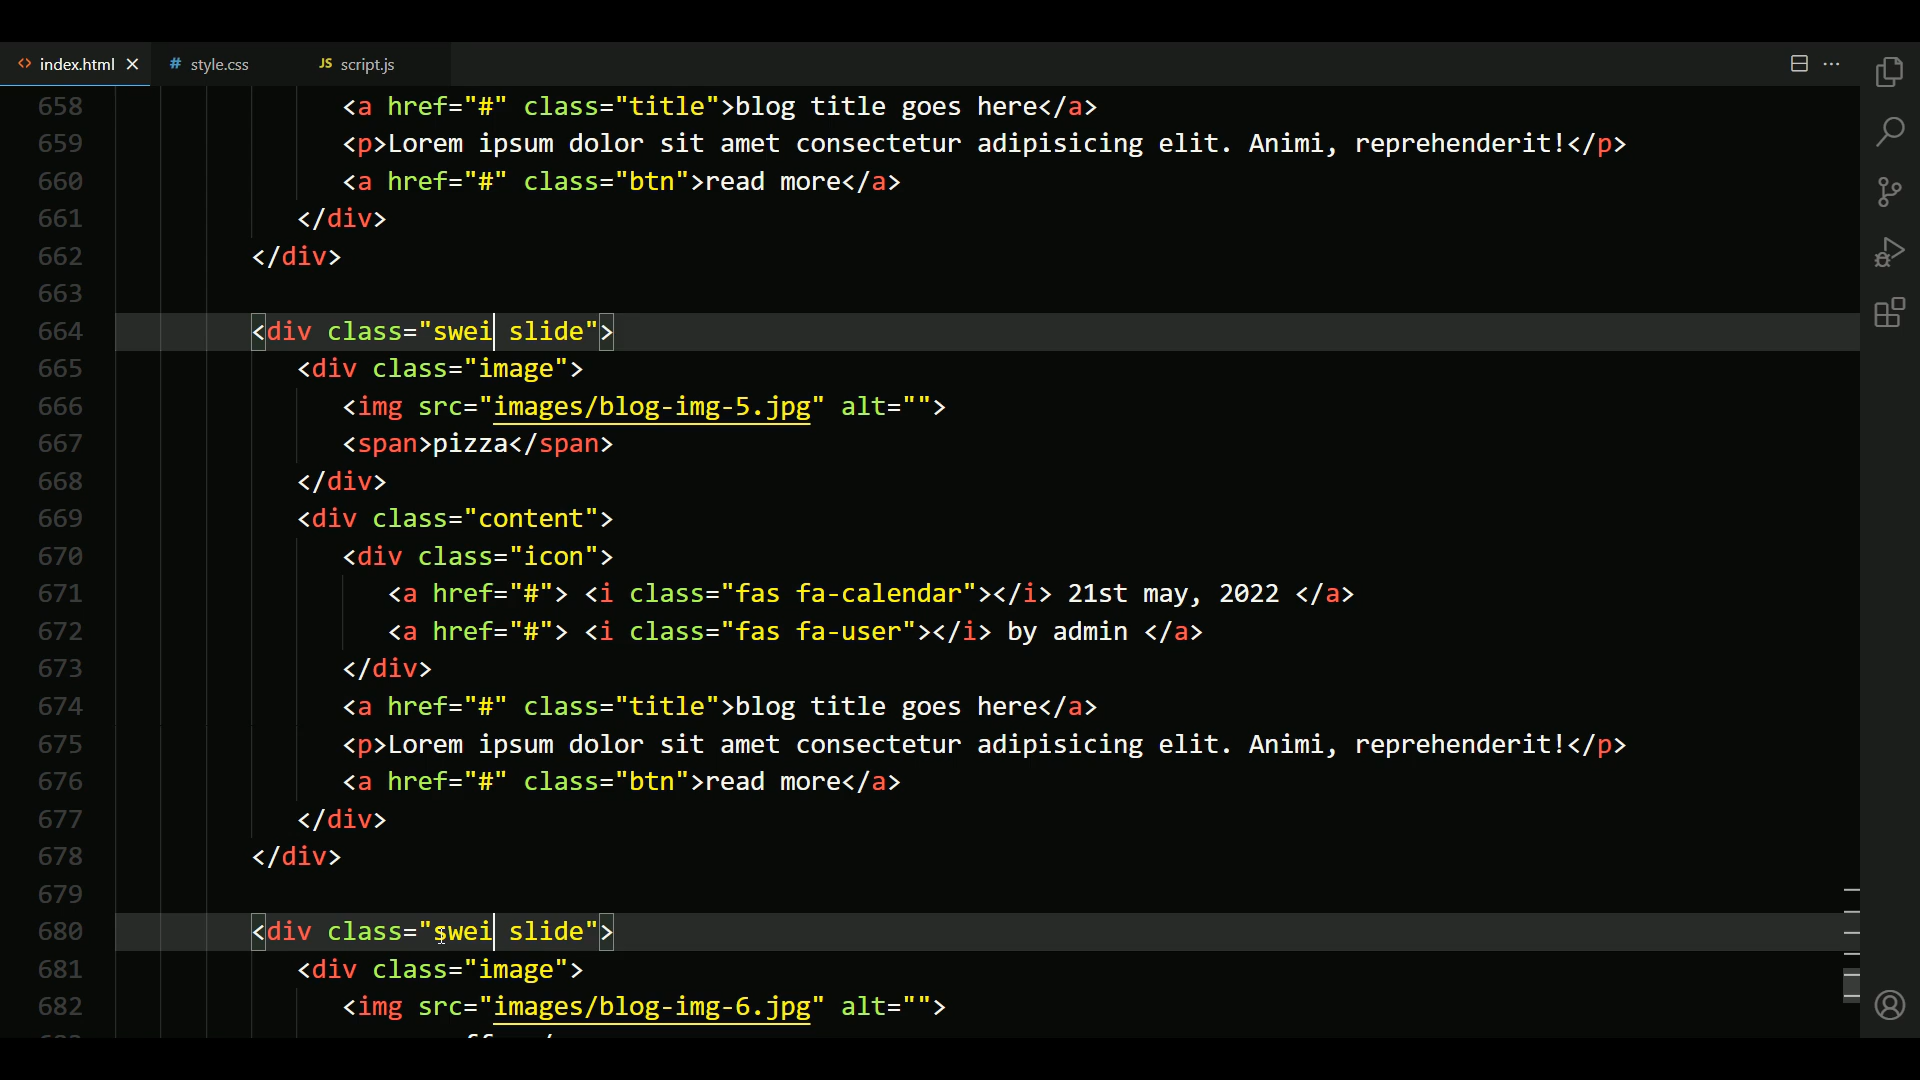 index.html style.css JS script.js
658 <a href="#" class="title">blog title goes here</a>
659 <p>Lorem ipsum dolor sit amet consectetur adipisicing elit. Animi, reprehenderit!</p>
660 <a href="#" class="btn">read more</a>
661 </div>
662 </div>
663
664 <div class="swei slide">
665 <div class="image">
666 <img src="images/blog-img-5.jpg" alt="">
667 <span>pizza</span>
668 </div>
669 <div class="content">
670 <div class="icon">
671 <a href="#"> <i class="fas fa-calendar"></i> 21st may, 2022 </a>
672 <a href="#"> <i class="fas fa-user"></i> by admin </a>
673 </div>
674 <a href="#" class="title">blog title goes here</a>
675 <p>Lorem ipsum dolor sit amet consectetur adipisicing elit. Animi, reprehenderit!</p>
676 <a href="#" class="btn">read more</a>
677 </div>
678 </div>
679
680 <div class="swei slide">
681 <div class="image">
682 <img src="images/blog-img-6.jpg" alt="">